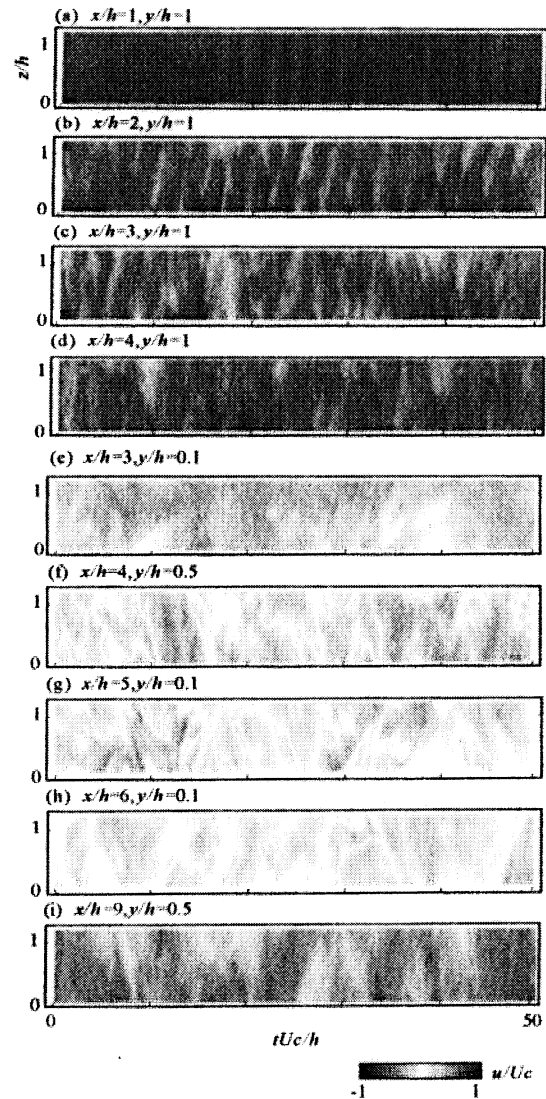 (a) x/h=1,y/h=1
1
z/h
0
(b) x/h=2,y/h=1
1
0
(c) x/h=3,y/h=1
1
0
(d) x/h=4,y/h=1
1
0
(e) x/h=3,y/h=0.1
1
0
(f) x/h=4,y/h=0.5
1
0
(g) x/h=5,y/h=0.1
1
0
(h) x/h=6,y/h=0.1
1
0
(i) x/h=9,y/h=0.5
1
0
0 50
tUc/h
u/Uc
-1 1